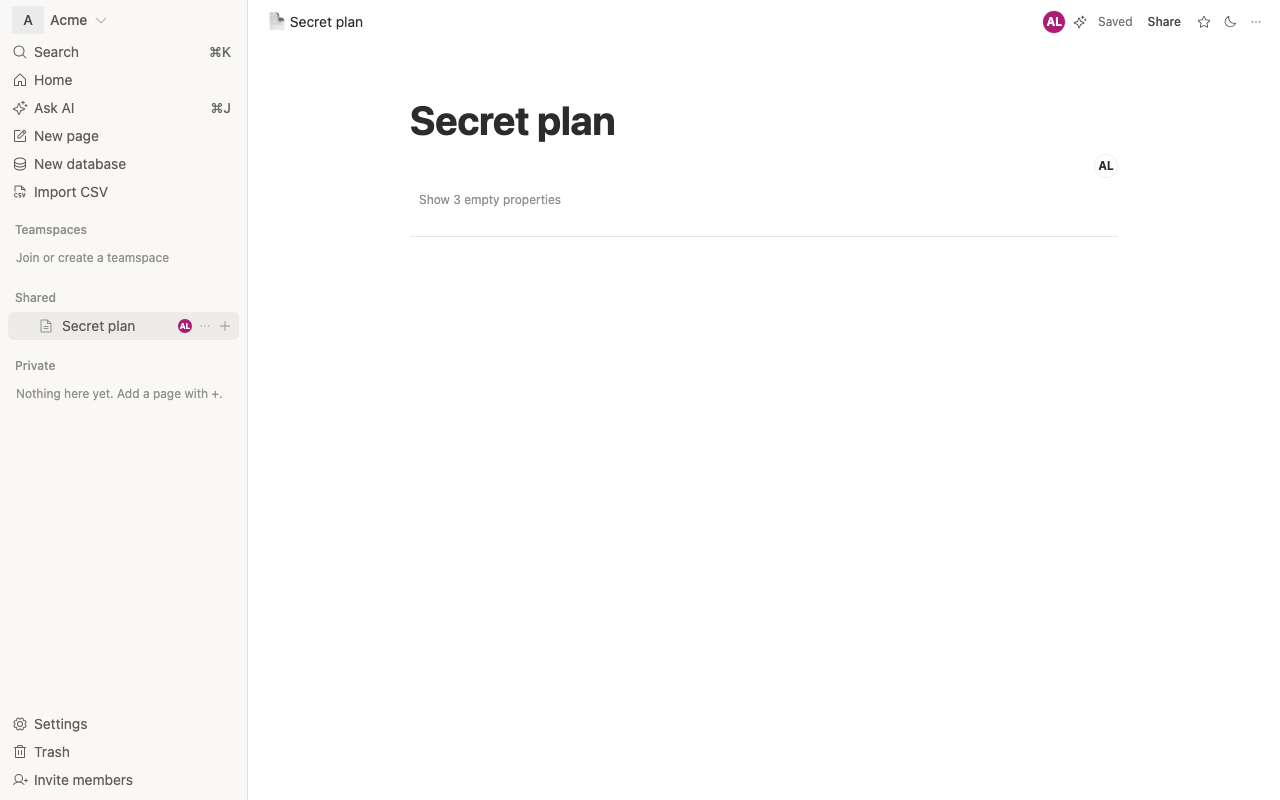 A Acme
Search ⌘K
Home
Ask AI ⌘J
New page
New database
Import CSV
Teamspaces
Join or create a teamspace
Shared
Secret plan AL
Private
Nothing here yet. Add a page with +.
Settings
Trash
Invite members
Secret plan
AL Saved Share
Secret plan
AL
Show 3 empty properties